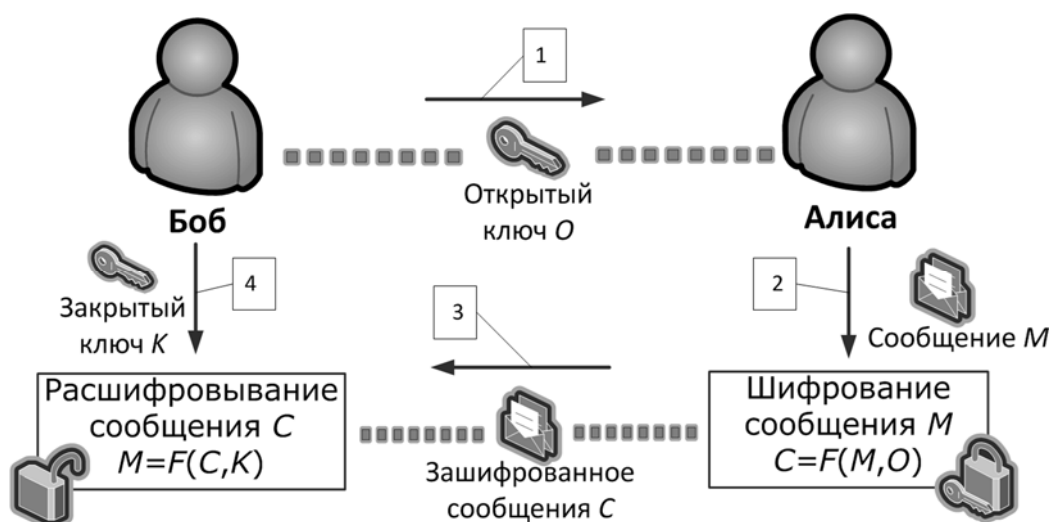 1
Открытый
ключ O
Боб
Алиса
4
Закрытый
ключ K
2
Сообщение M
3
Расшифровывание
сообщения C
M=F(C,K)
Зашифрованное
сообщения C
Шифрование
сообщения M
C=F(M,O)